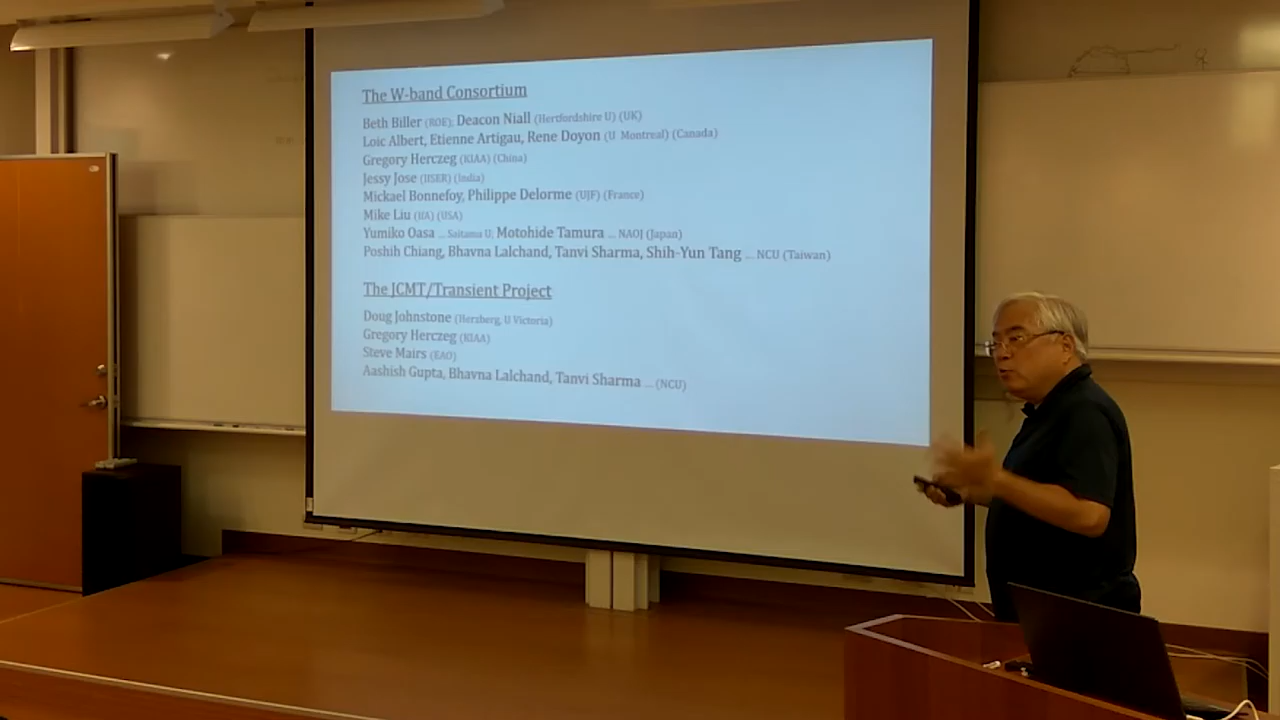 The W-band Consortium
Beth Biller (ROE), Deacon Niall (Hertfordshire U) (UK)
Loic Albert, Etienne Artigau, Rene Doyon (U Montreal) (Canada)
Gregory Herczeg (KIAA) (China)
Jessy Jose (IISER) (India)
Mickael Bonnefoy, Philippe Delorme (UJF) (France)
Mike Liu (IfA) (USA)
Yumiko Oasa ... Saitama U, Motohide Tamura ... NAOJ (Japan)
Poshih Chiang, Bhavna Lalchand, Tanvi Sharma, Shih-Yun Tang ... NCU (Taiwan)
The JCMT/Transient Project
Doug Johnstone (Herzberg, U Victoria)
Gregory Herczeg (KIAA)
Steve Mairs (EAO)
Aashish Gupta, Bhavna Lalchand, Tanvi Sharma ... (NCU)